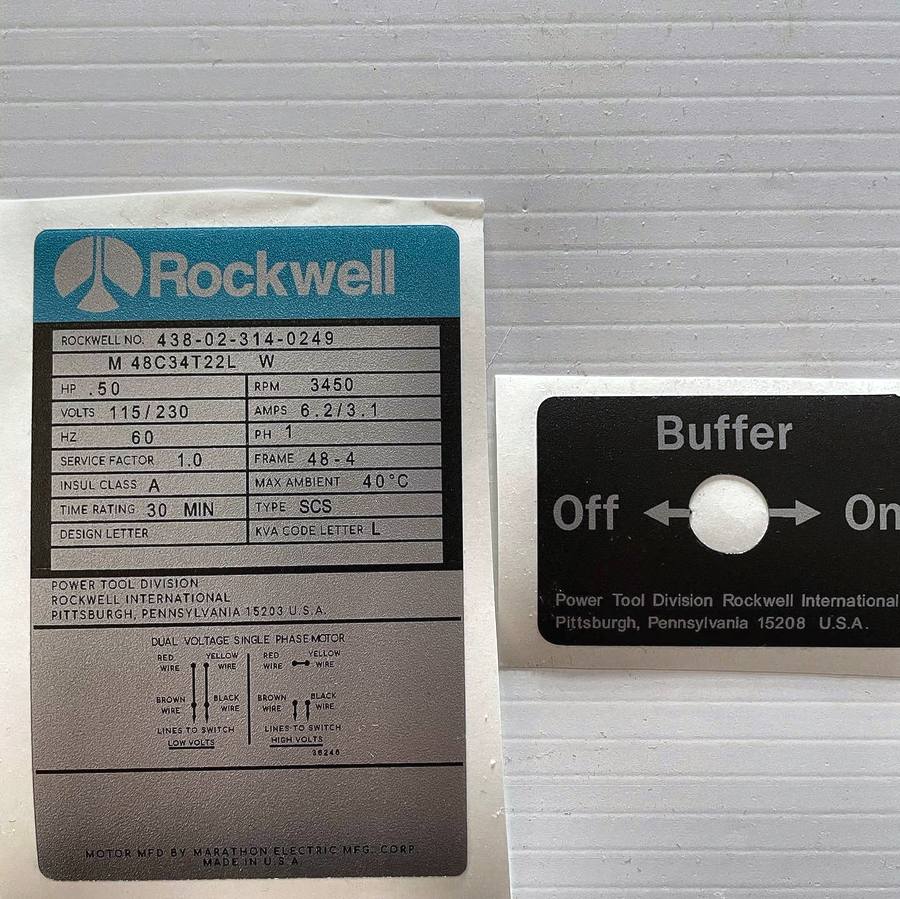 Rockwell
ROCKWELL NO. 438-02-314-0249
M 48C34T22L W
HP .50 RPM 3450
VOLTS 115/230 AMPS 6.2/3.1
HZ 60 PH 1
SERVICE FACTOR 1.0 FRAME 48-4
INSUL CLASS A MAX AMBIENT 40°C
TIME RATING 30 MIN TYPE SCS
DESIGN LETTER KVA CODE LETTER L
POWER TOOL DIVISION
ROCKWELL INTERNATIONAL
PITTSBURGH, PENNSYLVANIA 15203 U.S.A.
DUAL VOLTAGE SINGLE PHASE MOTOR
RED WIRE YELLOW WIRE RED WIRE YELLOW WIRE
BROWN WIRE BLACK WIRE BROWN WIRE BLACK WIRE
LINES TO SWITCH LINES TO SWITCH
LOW VOLTS HIGH VOLTS
36246
MOTOR MFD BY MARATHON ELECTRIC MFG. CORP.
MADE IN U.S.A
Buffer
Off On
Power Tool Division Rockwell International
Pittsburgh, Pennsylvania 15208 U.S.A.